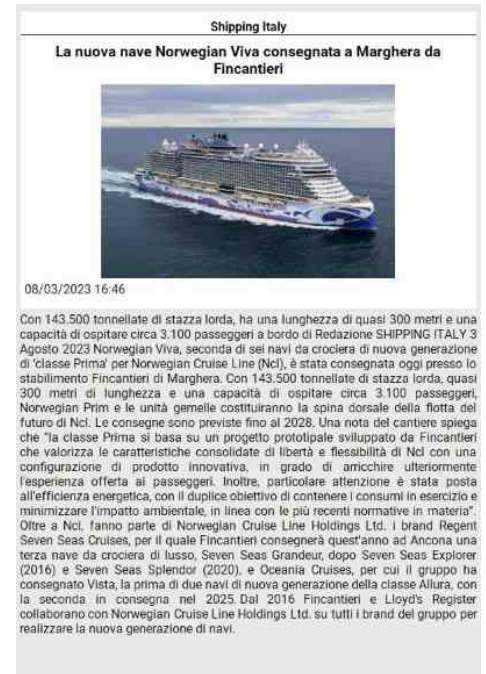 Shipping Italy
La nuova nave Norwegian Viva consegnata a Marghera da
Fincantieri
08/03/2023 16:46
Con 143.500 tonnellate di stazza lorda, ha una lunghezza di quasi 300 metri e una
capacità di ospitare circa 3.100 passeggeri a bordo di Redazione SHIPPING ITALY 3
Agosto 2023 Norwegian Viva, seconda di sei navi da crociera di nuova generazione
di 'classe Prima' per Norwegian Cruise Line (Ncl), è stata consegnata oggi presso lo
stabilimento Fincantieri di Marghera. Con 143.500 tonnellate di stazza lorda, quasi
300 metri di lunghezza e una capacità di ospitare circa 3.100 passeggeri,
Norwegian Prim e le unità gemelle costituiranno la spina dorsale della flotta del
futuro di Ncl. Le consegne sono previste fino al 2028. Una nota del cantiere spiega
che "la classe Prima si basa su un progetto prototipale sviluppato da Fincantieri
che valorizza le caratteristiche consolidate di libertà e flessibilità di Ncl con una
configurazione di prodotto innovativa, in grado di arricchire ulteriormente
l'esperienza offerta ai passeggeri. Inoltre, particolare attenzione è stata posta
all'efficienza energetica, con il duplice obiettivo di contenere i consumi in esercizio e
minimizzare l'impatto ambientale, in linea con le più recenti normative in materia".
Oltre a Ncl, fanno parte di Norwegian Cruise Line Holdings Ltd. i brand Regent
Seven Seas Cruises, per il quale Fincantieri consegnerà quest'anno ad Ancona una
terza nave da crociera di lusso, Seven Seas Grandeur, dopo Seven Seas Explorer
(2016) e Seven Seas Splendor (2020), e Oceania Cruises, per cui il gruppo ha
consegnato Vista, la prima di due navi di nuova generazione della classe Allura, con
la seconda in consegna nel 2025. Dal 2016 Fincantieri e Lloyd's Register
collaborano con Norwegian Cruise Line Holdings Ltd. su tutti i brand del gruppo per
realizzare la nuova generazione di navi.